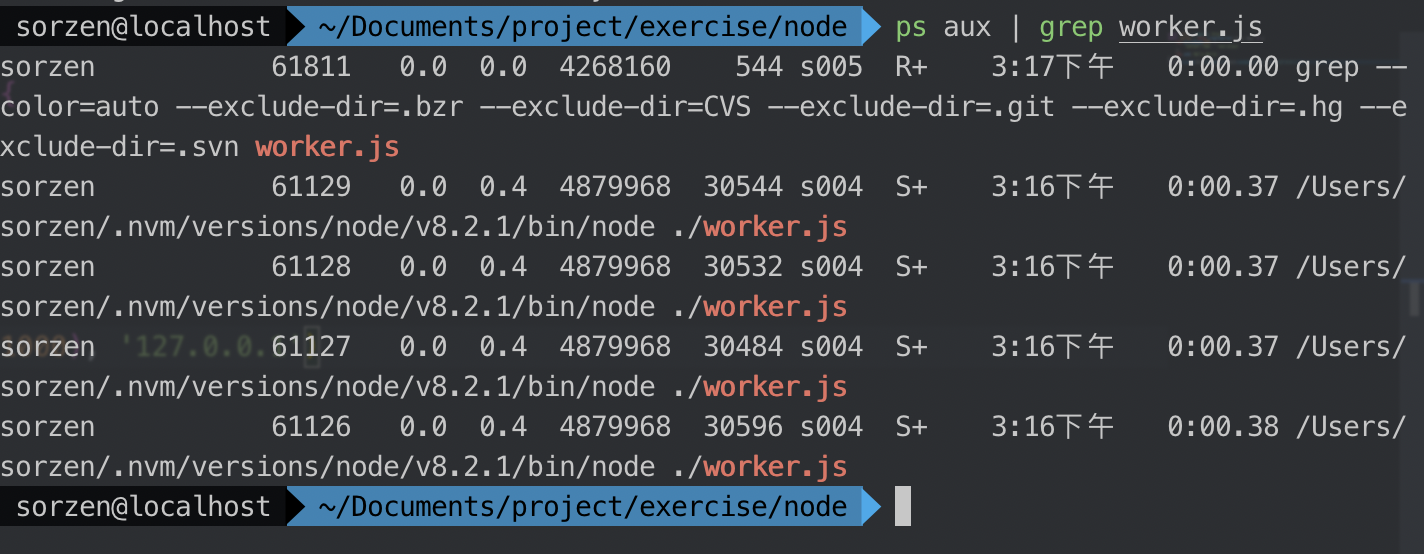 sorzen@localhost ~/Documents/project/exercise/node ps aux | grep worker.js
sorzen 61811 0.0 0.0 4268160 544 s005 R+ 3:17下午 0:00.00 grep --
color=auto --exclude-dir=.bzr --exclude-dir=CVS --exclude-dir=.git --exclude-dir=.hg --e
xclude-dir=.svn worker.js
sorzen 61129 0.0 0.4 4879968 30544 s004 S+ 3:16下午 0:00.37 /Users/
sorzen/.nvm/versions/node/v8.2.1/bin/node ./worker.js
sorzen 61128 0.0 0.4 4879968 30532 s004 S+ 3:16下午 0:00.37 /Users/
sorzen/.nvm/versions/node/v8.2.1/bin/node ./worker.js
sorzen 61127 0.0 0.4 4879968 30484 s004 S+ 3:16下午 0:00.37 /Users/
sorzen/.nvm/versions/node/v8.2.1/bin/node ./worker.js
sorzen 61126 0.0 0.4 4879968 30596 s004 S+ 3:16下午 0:00.38 /Users/
sorzen/.nvm/versions/node/v8.2.1/bin/node ./worker.js
sorzen@localhost ~/Documents/project/exercise/node